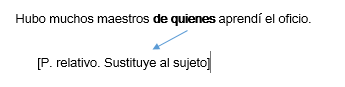 Hubo muchos maestros de quienes aprendí el oficio.
[P. relativo. Sustituye al sujeto]